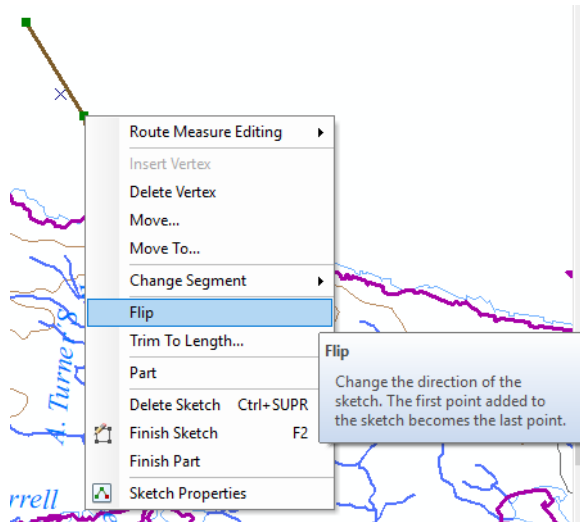 Route Measure Editing
Insert Vertex
Delete Vertex
Move...
Move To...
Change Segment
Flip
Trim To Length...
Part
Delete Sketch Ctrl+SUPR
Finish Sketch F2
Finish Part
Sketch Properties
Flip
Change the direction of the
sketch. The first point added to
the sketch becomes the last point.
A. Turner's
rrell